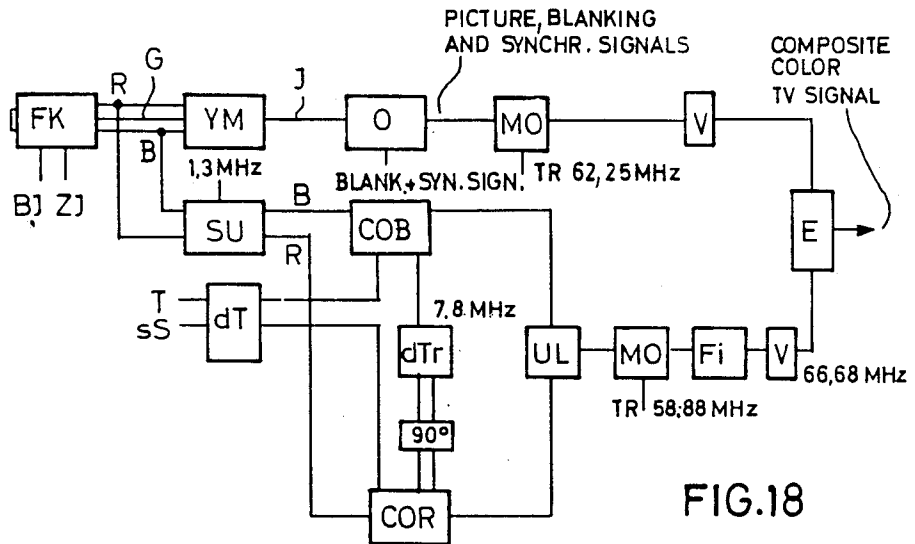 PICTURE, BLANKING
AND SYNCHR. SIGNALS
COMPOSITE
COLOR
TV SIGNAL
R
G
J
FK
YM
O
MO
V
B
1,3 MHz
BLANK.+ SYN. SIGN.
TR 62,25 MHz
BJ ZJ
SU
B
COB
E
R
T
sS
dT
7,8 MHz
dTr
UL
MO
Fi
V
66,68 MHz
TR 58,88 MHz
90°
COR
FIG.18